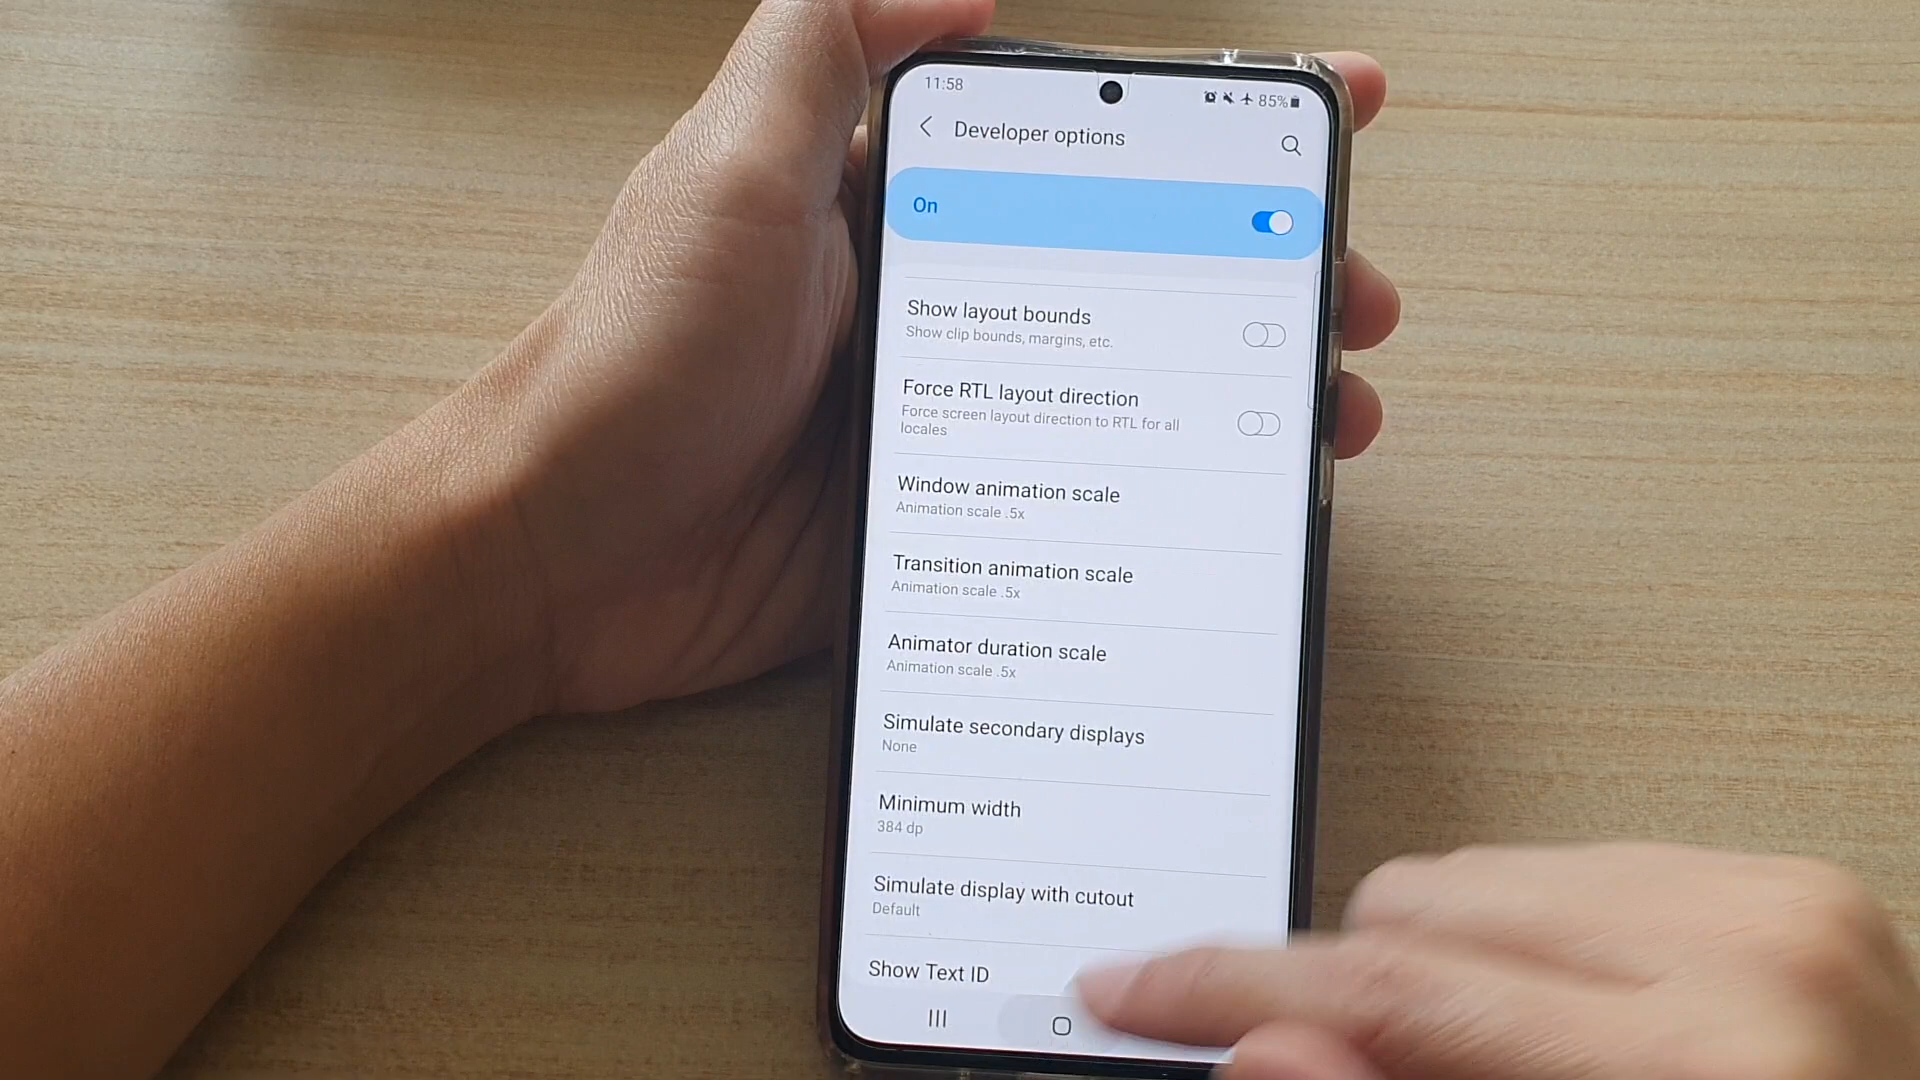 11:58
85%
Developer options
On
Show layout bounds
Show clip bounds, margins, etc.
Force RTL layout direction
Force screen layout direction to RTL for all
locales
Window animation scale
Animation scale .5x
Transition animation scale
Animation scale .5x
Animator duration scale
Animation scale .5x
Simulate secondary displays
None
Minimum width
384 dp
Simulate display with cutout
Default
Show Text ID